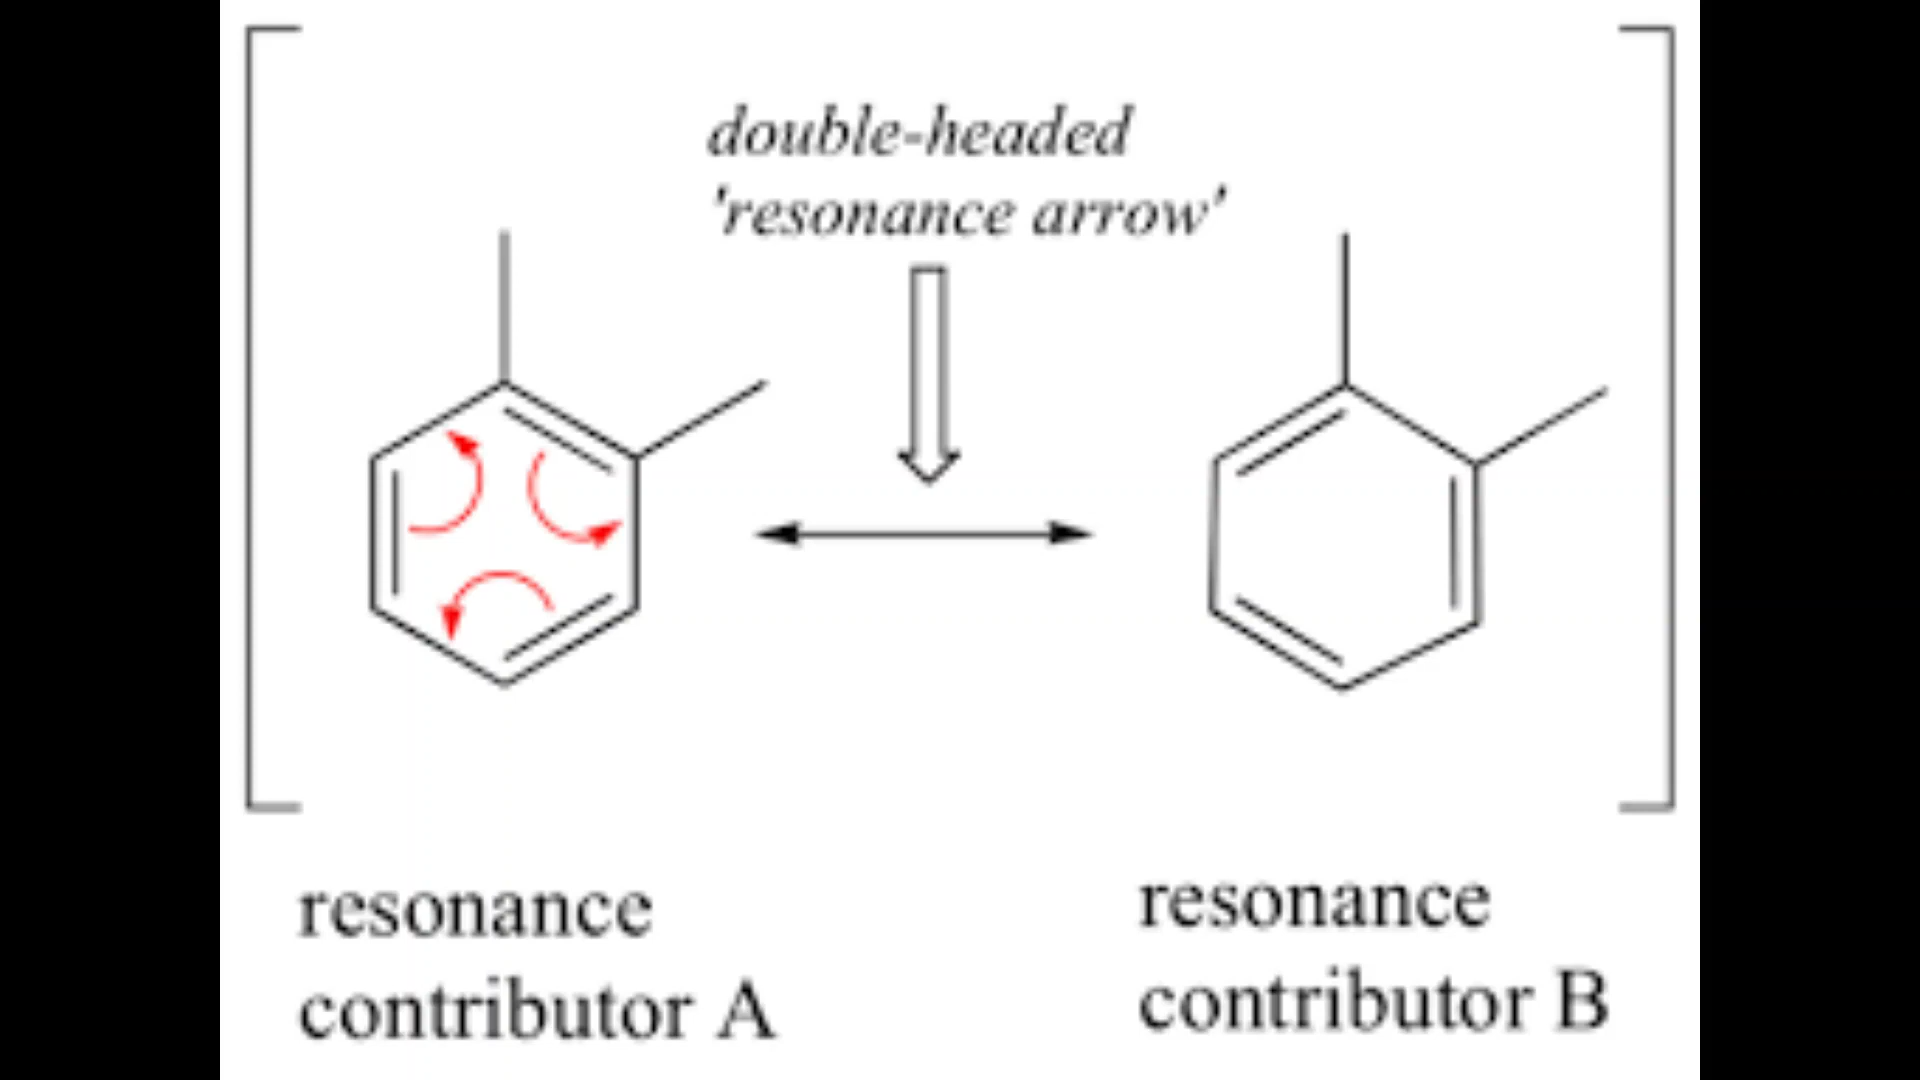 double-headed
'resonance arrow'
resonance
contributor A
resonance
contributor B